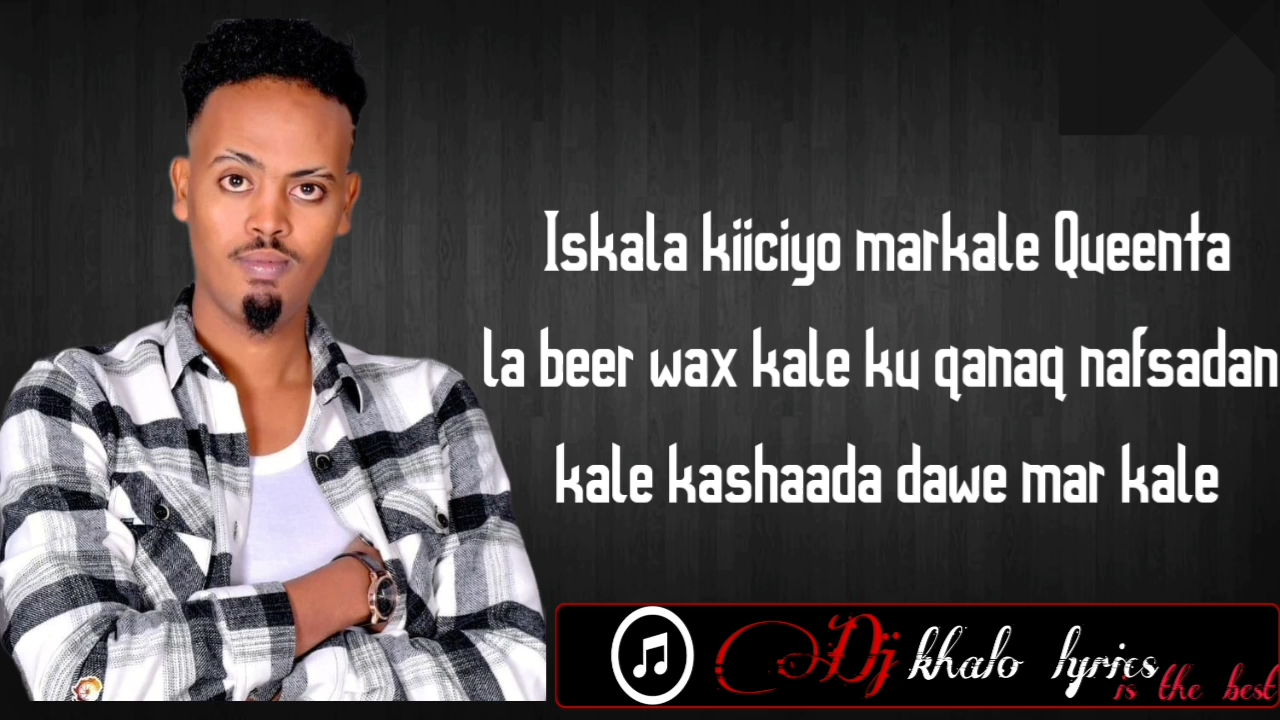 Iskala kiiciyo markale Queenta
la beer wax kale ku qanaq nafsadan
kale kashaada dawe mar kale
Dj khalo lyrics
is the best